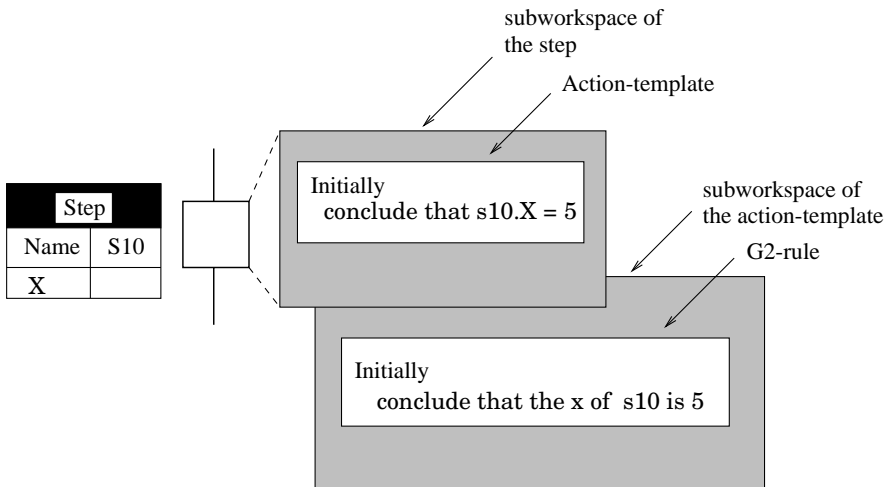 subworkspace of
the step
Action-template
Initially
conclude that s10.X = 5
subworkspace of
the action-template
G2-rule
Step
Name S10
X
Initially
conclude that the x of s10 is 5